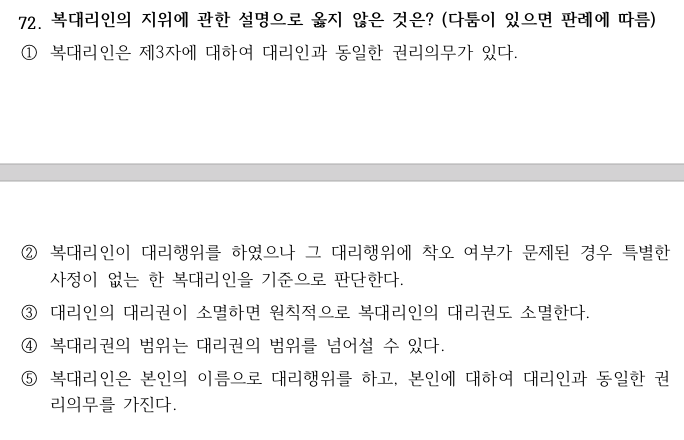 72. 복대리인의 지위에 관한 설명으로 옳지 않은 것은? (다툼이 있으면 판례에 따름)
① 복대리인은 제3자에 대하여 대리인과 동일한 권리의무가 있다.
② 복대리인이 대리행위를 하였으나 그 대리행위에 착오 여부가 문제된 경우 특별한
사정이 없는 한 복대리인을 기준으로 판단한다.
③ 대리인의 대리권이 소멸하면 원칙적으로 복대리인의 대리권도 소멸한다.
④ 복대리권의 범위는 대리권의 범위를 넘어설 수 있다.
⑤ 복대리인은 본인의 이름으로 대리행위를 하고, 본인에 대하여 대리인과 동일한 권
리의무를 가진다.